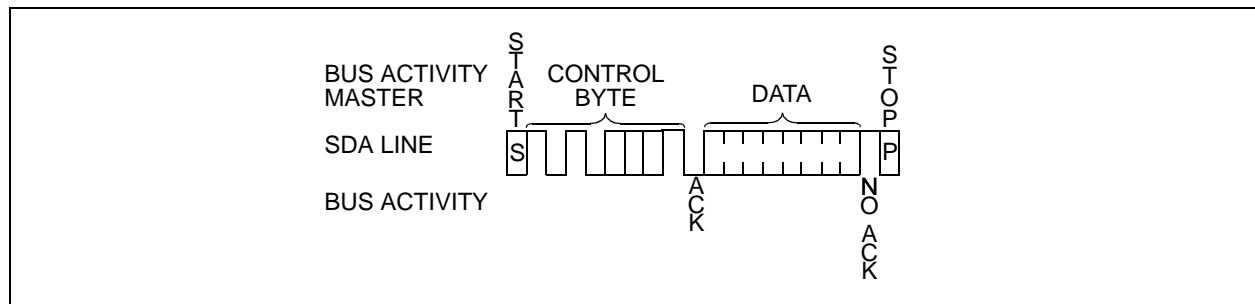 START
BUS ACTIVITY
MASTER
CONTROL
BYTE
DATA
STOP
SDA LINE
S
P
BUS ACTIVITY
ACK
NO ACK